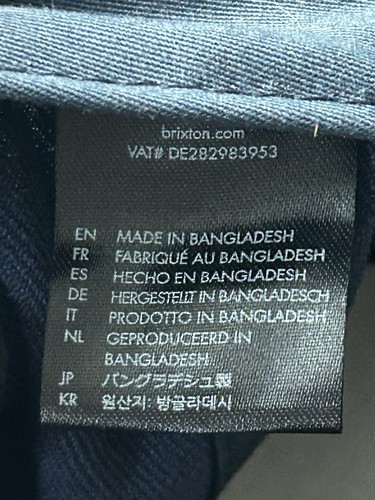 brixton.com
VAT# DE282983953
EN MADE IN BANGLADESH
FR FABRIQUÉ AU BANGLADESH
ES HECHO EN BANGLADESH
DE HERGESTELLT IN BANGLADESCH
IT PRODOTTO IN BANGLADESH
NL GEPRODUCEERD IN
BANGLADESH
JP バングラデシュ製
KR 원산지: 방글라데시